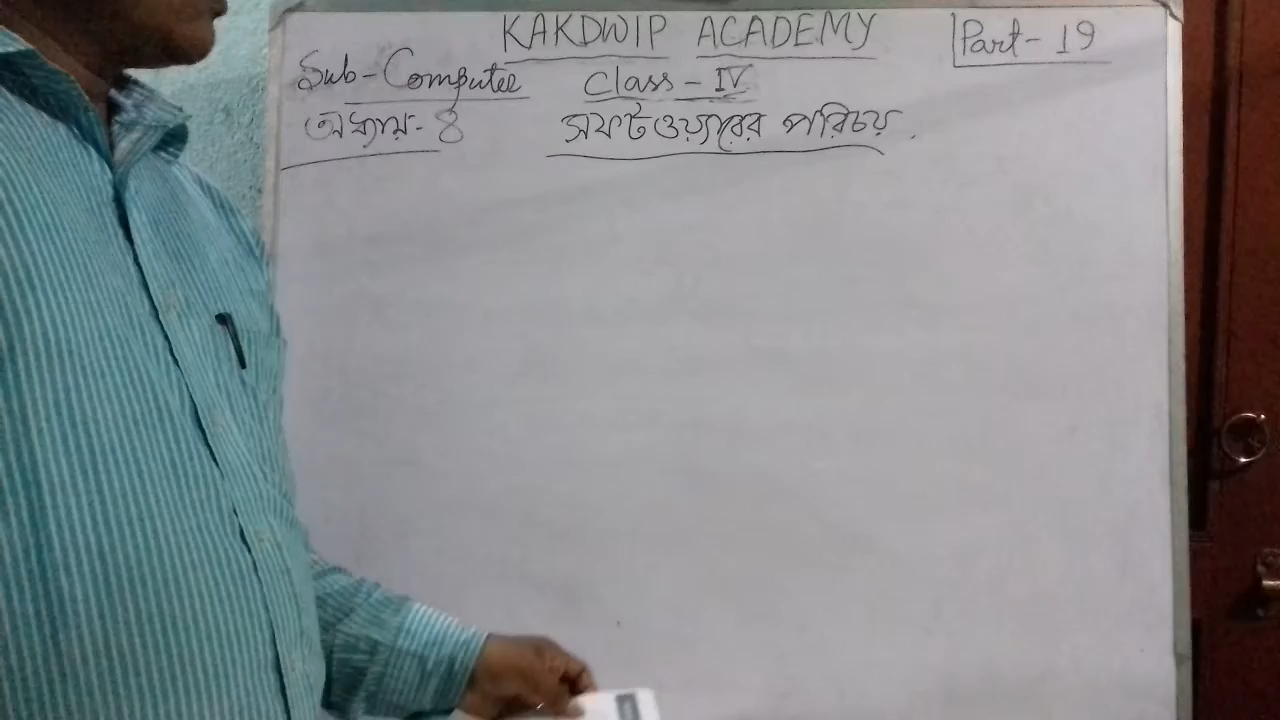 KAKDWIP ACADEMY
Part-19
Sub-Computer Class-IV
অধ্যায়-৪ সফটওয়্যারের পরিচয়.